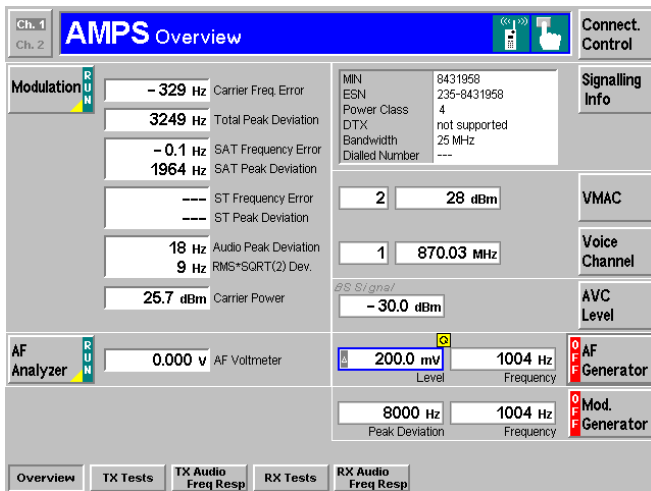 Ch. 1
Ch. 2
AMPS Overview
Connect.
Control
Modulation
RUN
- 329 Hz Carrier Freq. Error
3249 Hz Total Peak Deviation
- 0.1 Hz SAT Frequency Error
1964 Hz SAT Peak Deviation
--- ST Frequency Error
--- ST Peak Deviation
18 Hz Audio Peak Deviation
9 Hz RMS*SQRT(2) Dev.
25.7 dBm Carrier Power
MIN 8431958
ESN 235-8431958
Power Class 4
DTX not supported
Bandwidth 25 MHz
Dialled Number ---
Signalling
Info
2 28 dBm
VMAC
1 870.03 MHz
Voice
Channel
BS Signal
- 30.0 dBm
AVC
Level
AF
Analyzer
RUN
0.000 V AF Voltmeter
Q
Δ 200.0 mV 1004 Hz
Level Frequency
OFF
AF
Generator
8000 Hz 1004 Hz
Peak Deviation Frequency
OFF
Mod.
Generator
Overview
TX Tests
TX Audio
Freq Resp
RX Tests
RX Audio
Freq Resp